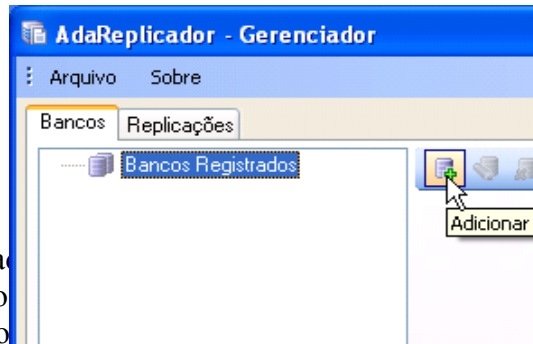 AdaReplicador - Gerenciador
Arquivo Sobre
Bancos Replicações
Bancos Registrados
Adicionar